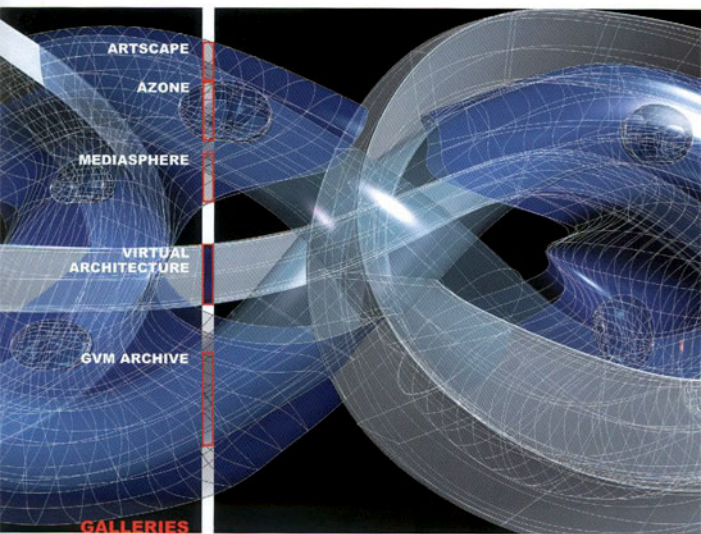 ARTSCAPE
AZONE
MEDIASPHERE
VIRTUAL
ARCHITECTURE
GVM ARCHIVE
GALLERIES